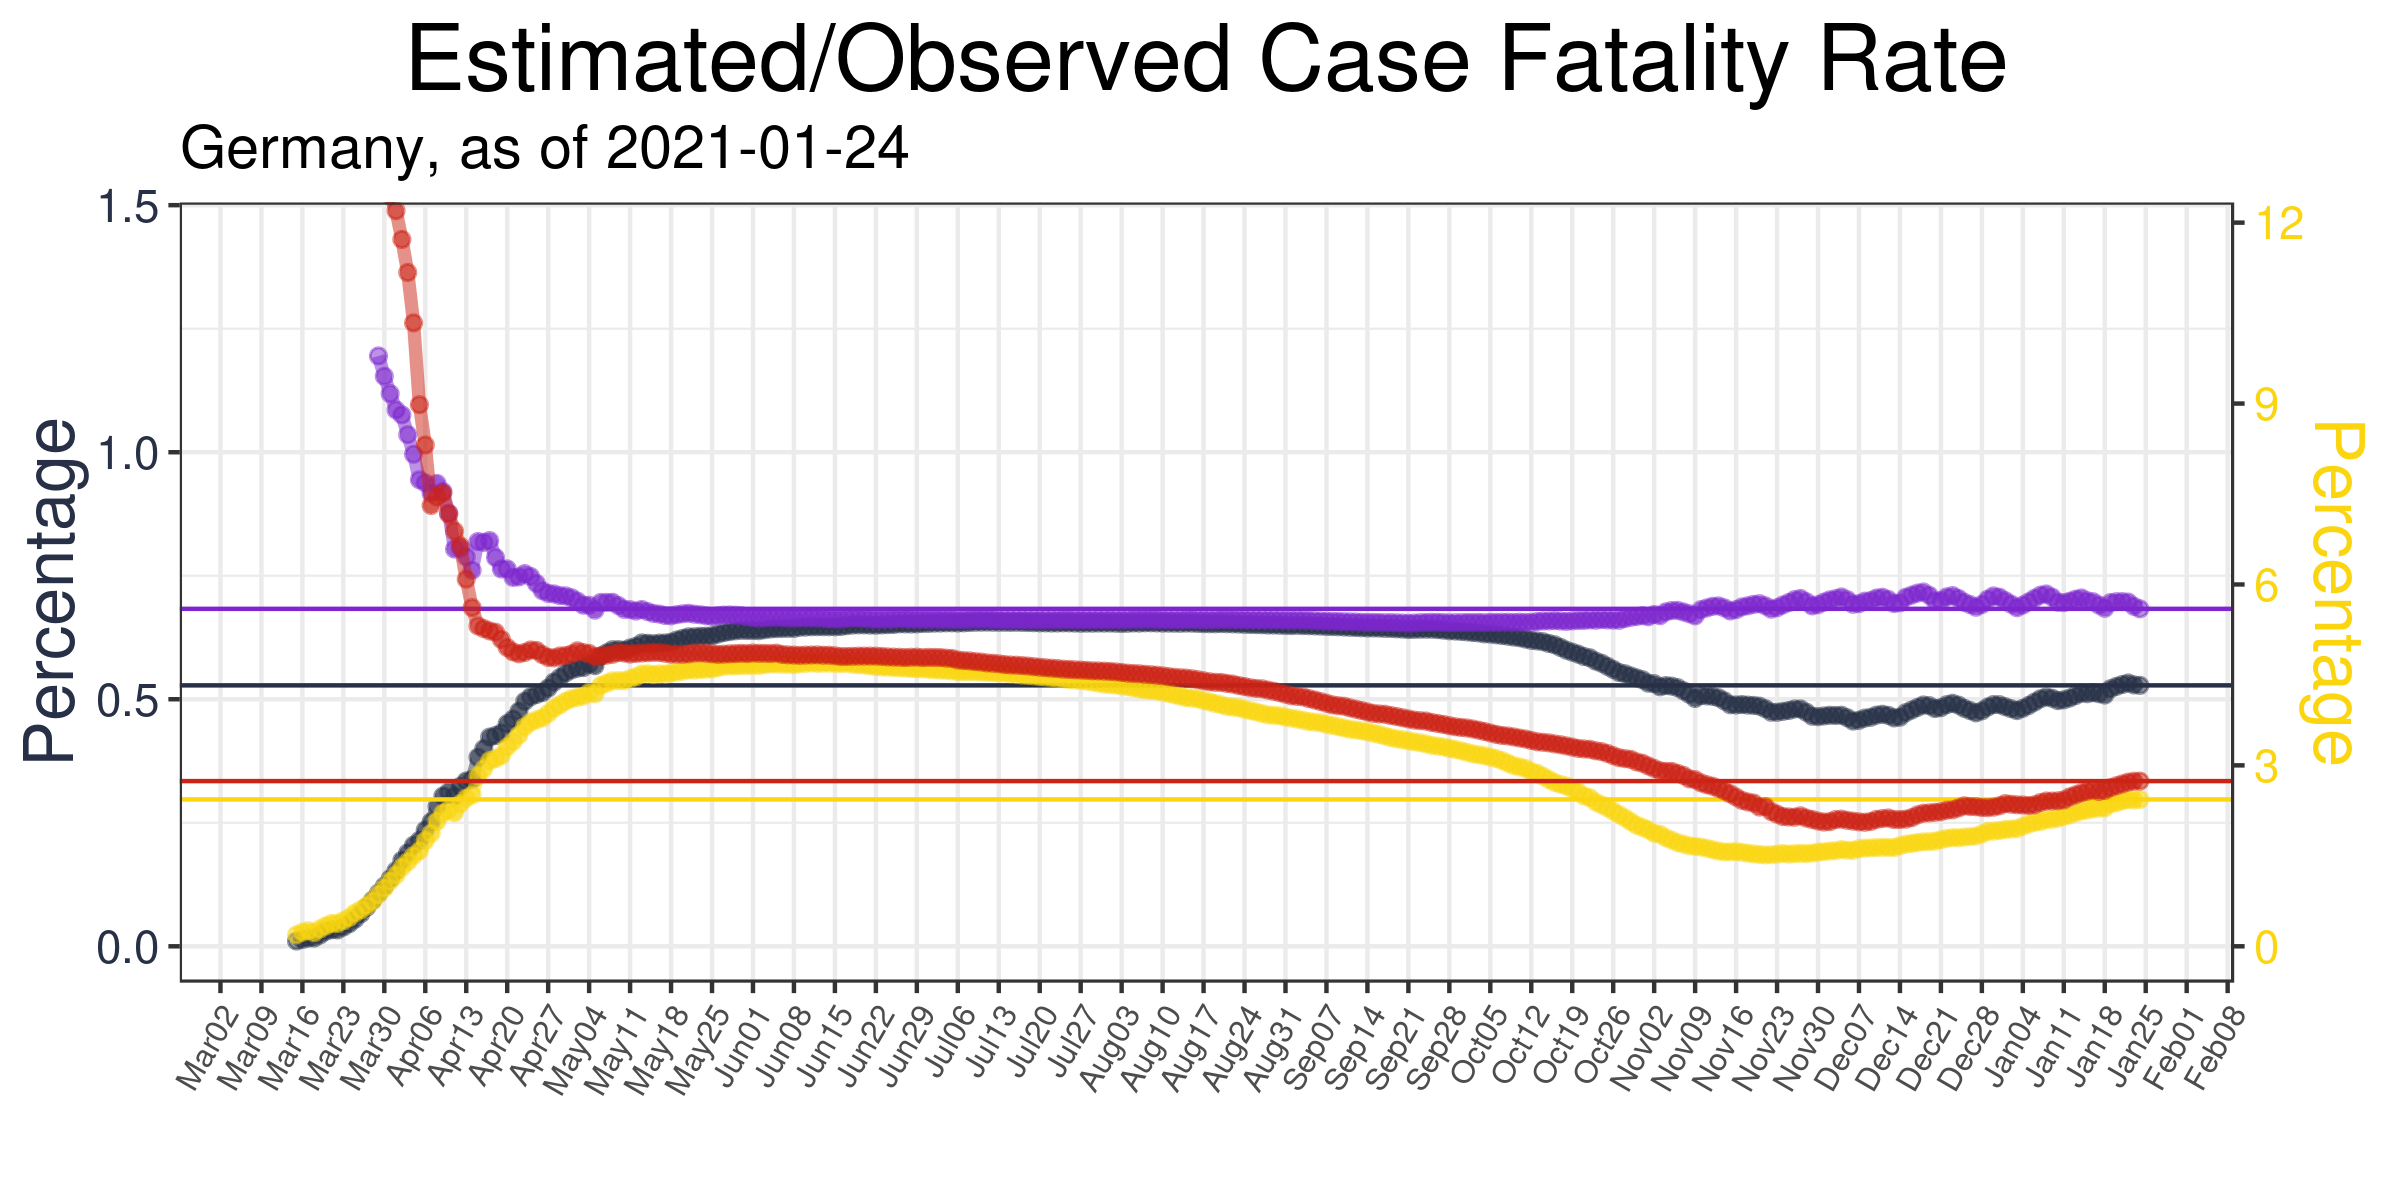 Estimated/Observed Case Fatality Rate
Germany, as of 2021-01-24
Percentage
1.5
1.0
0.5
0.0
12
9
6
3
0
Percentage
Mar02
Mar09
Mar16
Mar23
Mar30
Apr06
Apr13
Apr20
Apr27
May04
May11
May18
May25
Jun01
Jun08
Jun15
Jun22
Jun29
Jul06
Jul13
Jul20
Jul27
Aug03
Aug10
Aug17
Aug24
Aug31
Sep07
Sep14
Sep21
Sep28
Oct05
Oct12
Oct19
Oct26
Nov02
Nov09
Nov16
Nov23
Nov30
Dec07
Dec14
Dec21
Dec28
Jan04
Jan11
Jan18
Jan25
Feb01
Feb08